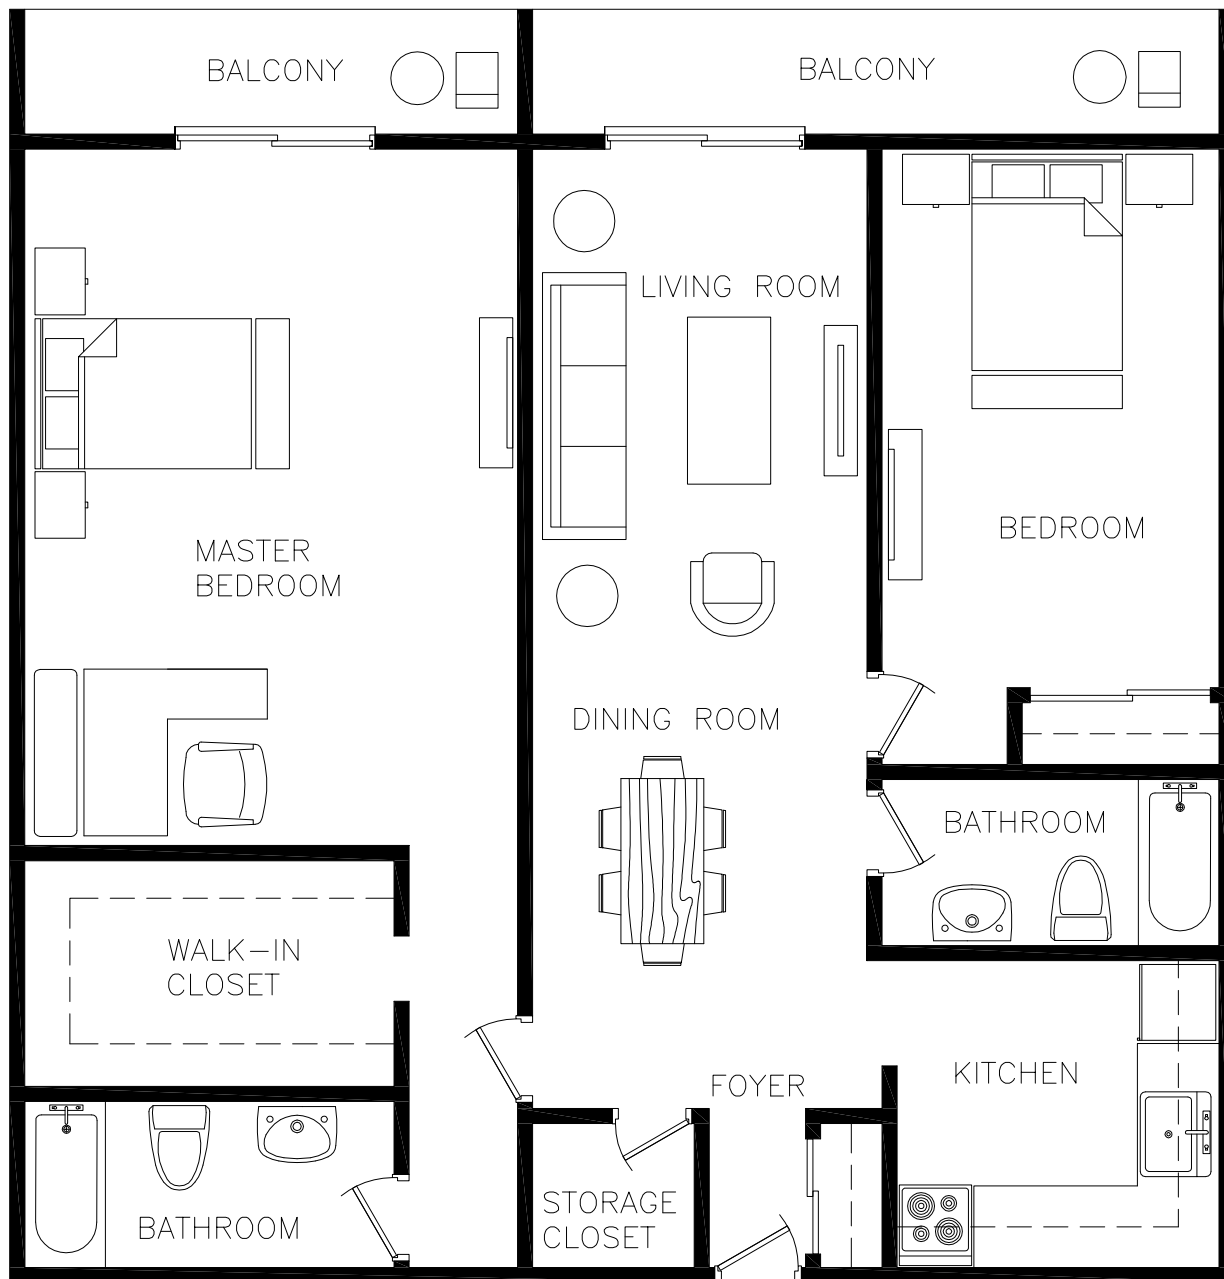 BALCONY
BALCONY
LIVING ROOM
BEDROOM
MASTER
BEDROOM
DINING ROOM
BATHROOM
WALK-IN
CLOSET
KITCHEN
FOYER
STORAGE
CLOSET
BATHROOM